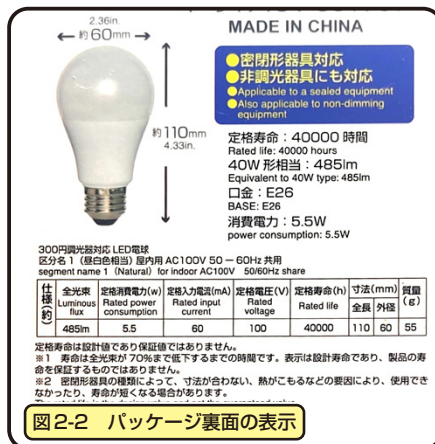 2.36in.
約60mm
MADE IN CHINA
●密閉形器具対応
●非調光器具にも対応
●Applicable to a sealed equipment
●Also applicable to non-dimming
equipment
約110mm
4.33in.
定格寿命:40000 時間
Rated life: 40000 hours
40W 形相当:485lm
Equivalent to 40W type: 485lm
口金:E26
BASE: E26
消費電力:5.5W
power consumption: 5.5W
300円調光器対応 LED電球
区分名 1(昼白色相当)屋内用 AC100V 50 ー 60Hz 共用
segment name 1 (Natural) for indoor AC100V 50/60Hz share
仕様(約) 全光束 定格消費電力(w) 定格入力電流(mA) 定格電圧(V) 定格寿命(h) 寸法(mm) 質量(g)
Luminous flux Rated power consumption Rated input current Rated voltage Rated life 全長 外径
485lm 5.5 60 100 40000 110 60 55
定格寿命は設計値であり保証値ではありません。
※1 寿命は全光束が 70%まで低下するまでの時間です。表示は設計寿命であり、製品の寿
命を保証するものではありません。
※2 密閉形器具の種類によって、寸法が合わない、熱がこもるなどの要因により、使用でき
なかったり、寿命が短くなる場合があります。
図2-2 パッケージ裏面の表示